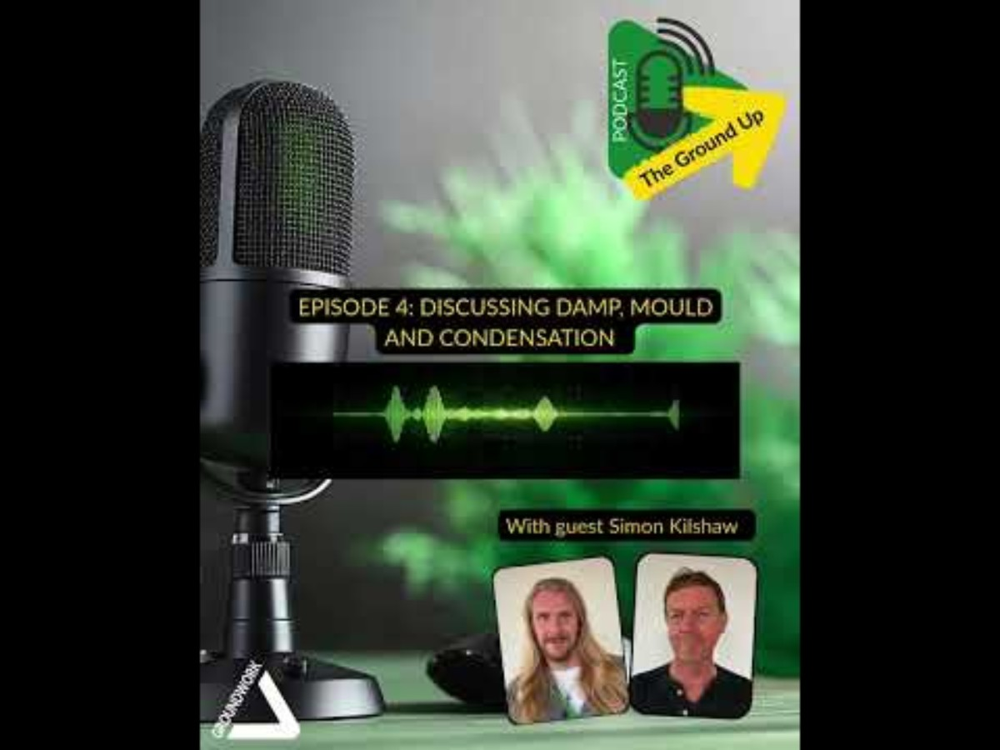 PODCAST
The Ground Up
EPISODE 4: DISCUSSING DAMP, MOULD
AND CONDENSATION
With guest Simon Kilshaw
GROUNDWORK